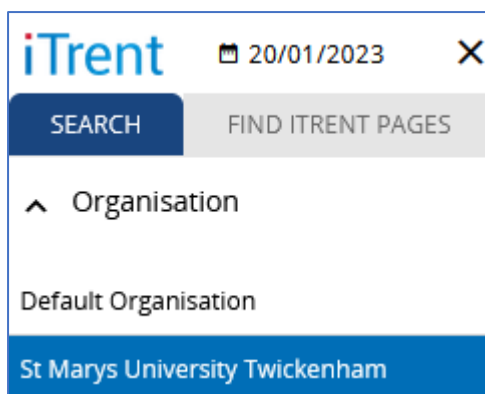 iTrent 20/01/2023
SEARCH FIND ITRENT PAGES
Organisation
Default Organisation
St Marys University Twickenham